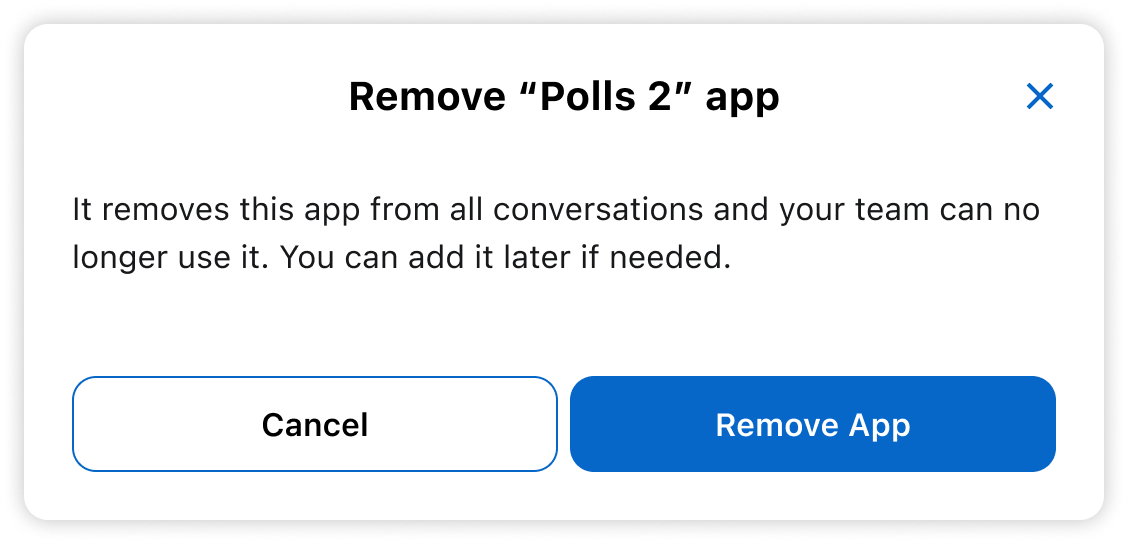 Remove “Polls 2” app
It removes this app from all conversations and your team can no
longer use it. You can add it later if needed.
Cancel
Remove App